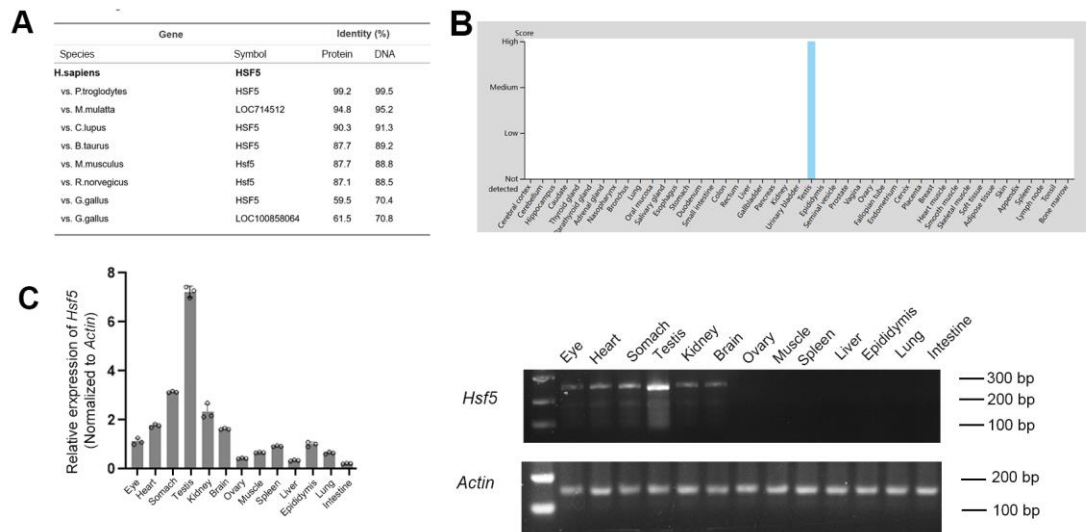 A
Gene Identity (%)
Species Symbol Protein DNA
H.sapiens HSF5
vs. P.troglodytes HSF5 99.2 99.5
vs. M.mulatta LOC714512 94.8 95.2
vs. C.lupus HSF5 90.3 91.3
vs. B.taurus HSF5 87.7 89.2
vs. M.musculus Hsf5 87.7 88.8
vs. R.norvegicus Hsf5 87.1 88.5
vs. G.gallus HSF5 59.5 70.4
vs. G.gallus LOC100858064 61.5 70.8
B
Score
High
Medium
Low
Not
detected
Cerebral cortex
Cerebellum
Hippocampus
Caudate
Thyroid gland
Parathyroid gland
Adrenal gland
Nasopharynx
Bronchus
Lung
Oral mucosa
Salivary gland
Esophagus
Stomach
Duodenum
Small intestine
Colon
Rectum
Liver
Gallbladder
Pancreas
Kidney
Urinary bladder
Testis
Epididymis
Seminal vesicle
Prostate
Vagina
Ovary
Fallopian tube
Endometrium
Cervix
Placenta
Breast
Heart muscle
Smooth muscle
Skeletal muscle
Soft tissue
Adipose tissue
Skin
Appendix
Spleen
Lymph node
Tonsil
Bone marrow
C
Relative erxpression of Hsf5
(Normalized to Actin)
8
6
4
2
0
Eye
Heart
Somach
Testis
Kidney
Brain
Ovary
Muscle
Spleen
Liver
Epididymis
Lung
Intestine
Eye
Heart
Somach
Testis
Kidney
Brain
Ovary
Muscle
Spleen
Liver
Epididymis
Lung
Intestine
Hsf5
300 bp
200 bp
100 bp
Actin
200 bp
100 bp